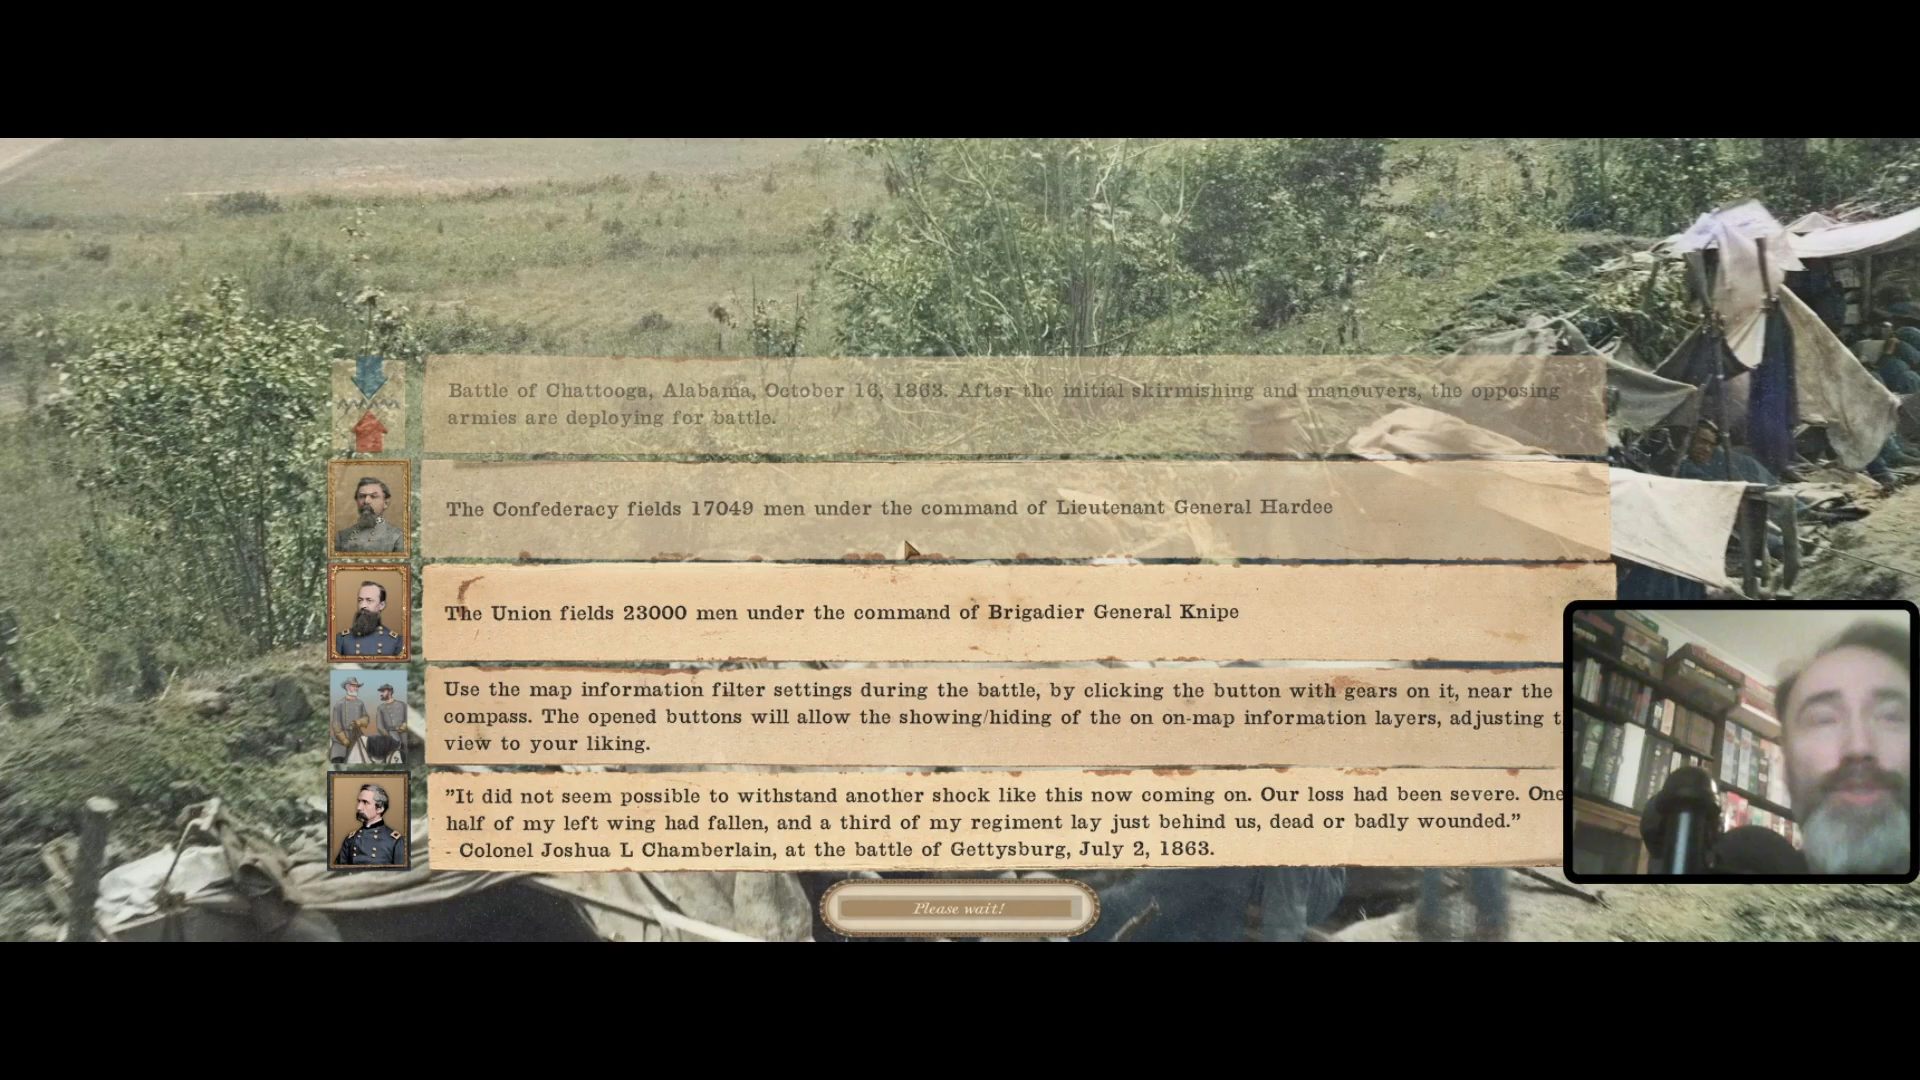 Battle of Chattooga, Alabama, October 16, 1863. After the initial skirmishing and maneuvers, the opposing
armies are deploying for battle.
The Confederacy fields 17049 men under the command of Lieutenant General Hardee
The Union fields 23000 men under the command of Brigadier General Knipe
Use the map information filter settings during the battle, by clicking the button with gears on it, near the
compass. The opened buttons will allow the showing/hiding of the on on-map information layers, adjusting
view to your liking.
"It did not seem possible to withstand another shock like this now coming on. Our loss had been severe. One
half of my left wing had fallen, and a third of my regiment lay just behind us, dead or badly wounded."
- Colonel Joshua L Chamberlain, at the battle of Gettysburg, July 2, 1863.
Please wait!